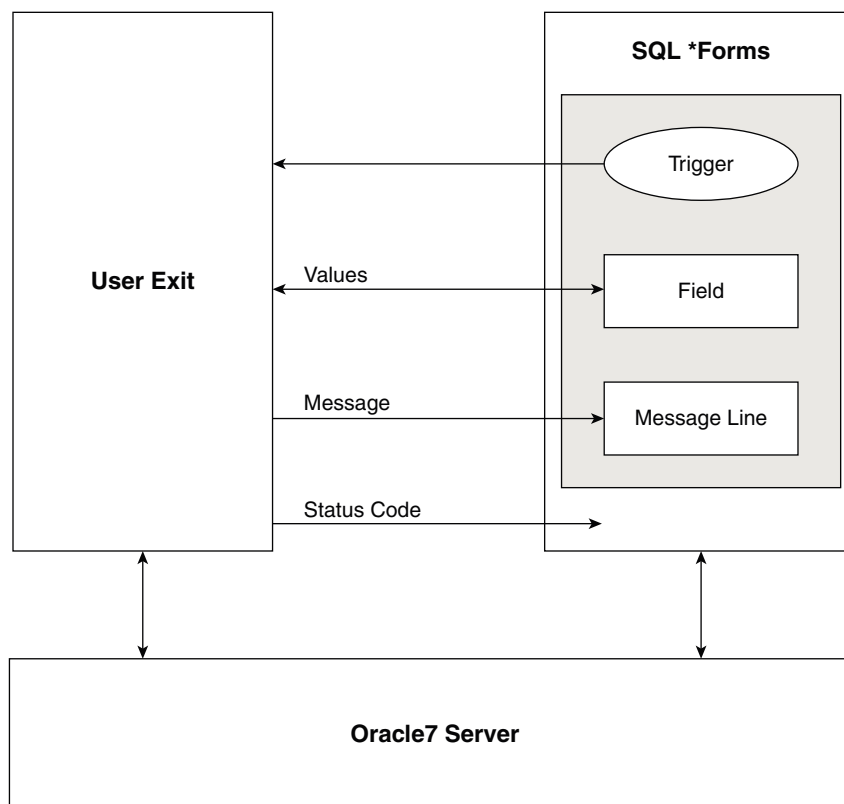 SQL *Forms
Trigger
User Exit
Values
Field
Message
Message Line
Status Code
Oracle7 Server